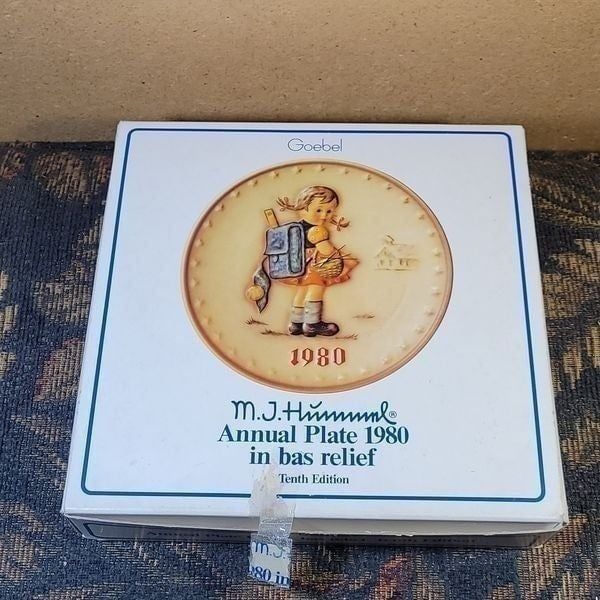 Goebel
1980
M.J.Hummel®
Annual Plate 1980
in bas relief
Tenth Edition
M.J.
980 in